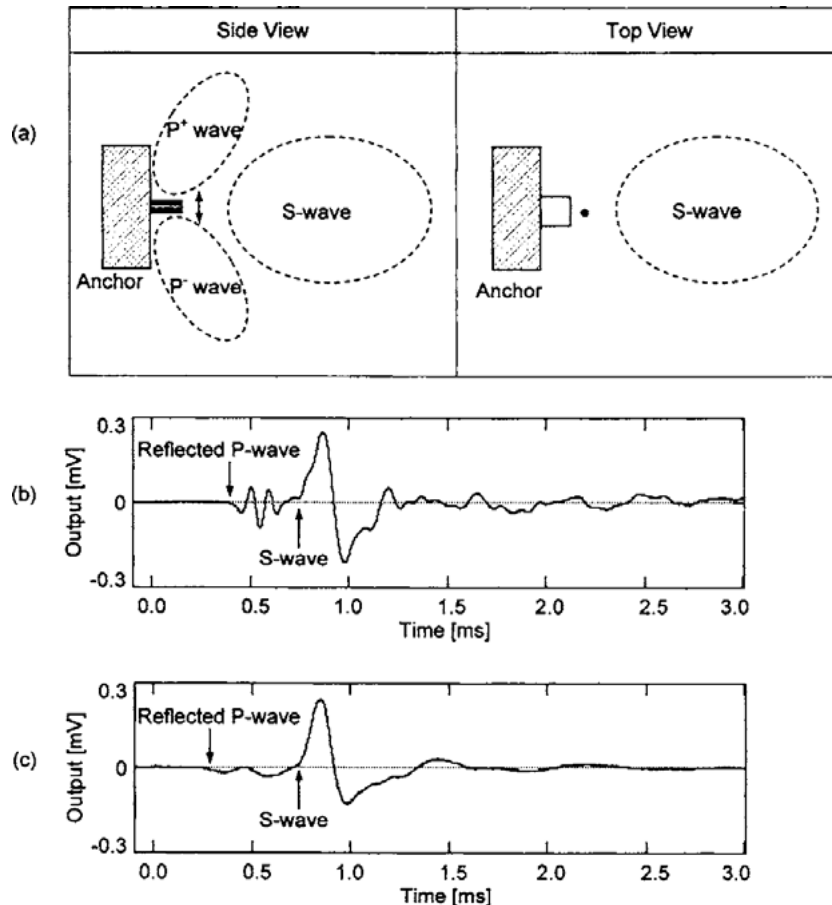 Side View
Top View
(a)
P+ wave
S-wave
P- wave
Anchor
S-wave
Anchor
(b)
0.3
0
-0.3
Output [mV]
Reflected P-wave
S-wave
0.0 0.5 1.0 1.5 2.0 2.5 3.0
Time [ms]
(c)
0.3
0
-0.3
Output [mV]
Reflected P-wave
S-wave
0.0 0.5 1.0 1.5 2.0 2.5 3.0
Time [ms]